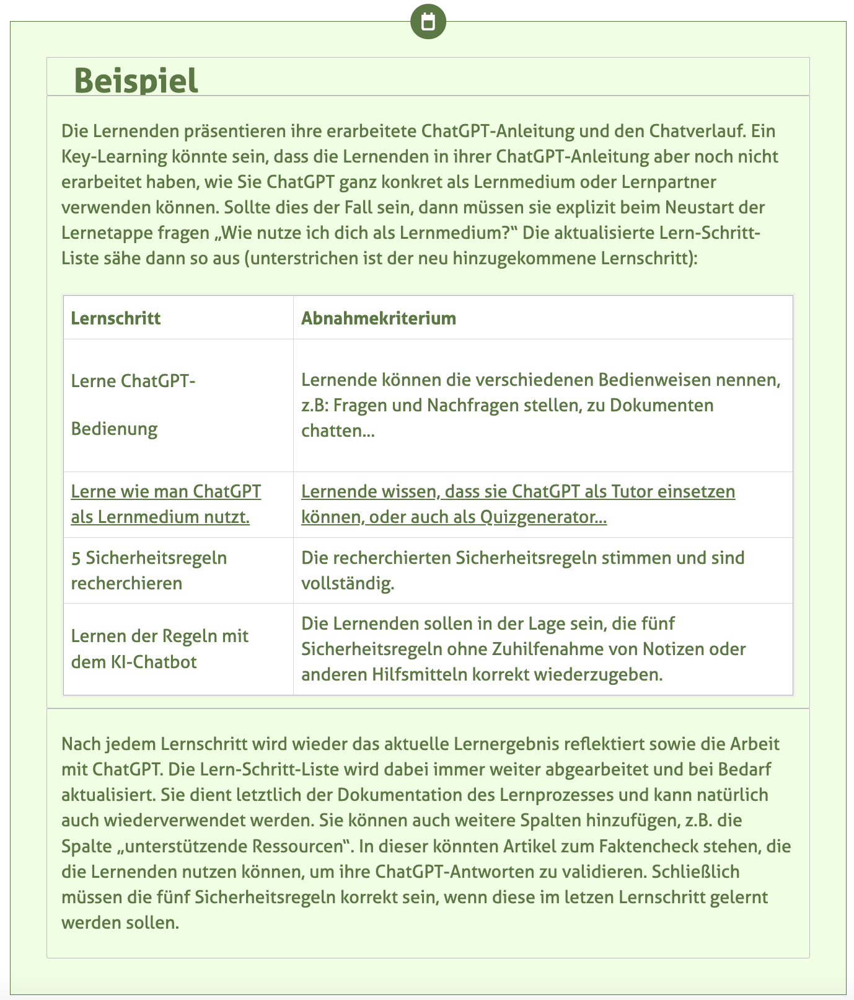 Beispiel
Die Lernenden präsentieren ihre erarbeitete ChatGPT-Anleitung und den Chatverlauf. Ein
Key-Learning könnte sein, dass die Lernenden in ihrer ChatGPT-Anleitung aber noch nicht
erarbeitet haben, wie Sie ChatGPT ganz konkret als Lernmedium oder Lernpartner
verwenden können. Sollte dies der Fall sein, dann müssen sie explizit beim Neustart der
Lernetappe fragen „Wie nutze ich dich als Lernmedium?“ Die aktualisierte Lern-Schritt-
Liste sähe dann so aus (unterstrichen ist der neu hinzugekommene Lernschritt):
Lernschritt
Abnahmekriterium
Lerne ChatGPT-
Bedienung
Lernende können die verschiedenen Bedienweisen nennen,
z.B: Fragen und Nachfragen stellen, zu Dokumenten
chatten...
Lerne wie man ChatGPT
als Lernmedium nutzt.
Lernende wissen, dass sie ChatGPT als Tutor einsetzen
können, oder auch als Quizgenerator...
5 Sicherheitsregeln
recherchieren
Die recherchierten Sicherheitsregeln stimmen und sind
vollständig.
Lernen der Regeln mit
dem KI-Chatbot
Die Lernenden sollen in der Lage sein, die fünf
Sicherheitsregeln ohne Zuhilfenahme von Notizen oder
anderen Hilfsmitteln korrekt wiederzugeben.
Nach jedem Lernschritt wird wieder das aktuelle Lernergebnis reflektiert sowie die Arbeit
mit ChatGPT. Die Lern-Schritt-Liste wird dabei immer weiter abgearbeitet und bei Bedarf
aktualisiert. Sie dient letztlich der Dokumentation des Lernprozesses und kann natürlich
auch wiederverwendet werden. Sie können auch weitere Spalten hinzufügen, z.B. die
Spalte „unterstützende Ressourcen“. In dieser könnten Artikel zum Faktencheck stehen, die
die Lernenden nutzen können, um ihre ChatGPT-Antworten zu validieren. Schließlich
müssen die fünf Sicherheitsregeln korrekt sein, wenn diese im letzen Lernschritt gelernt
werden sollen.